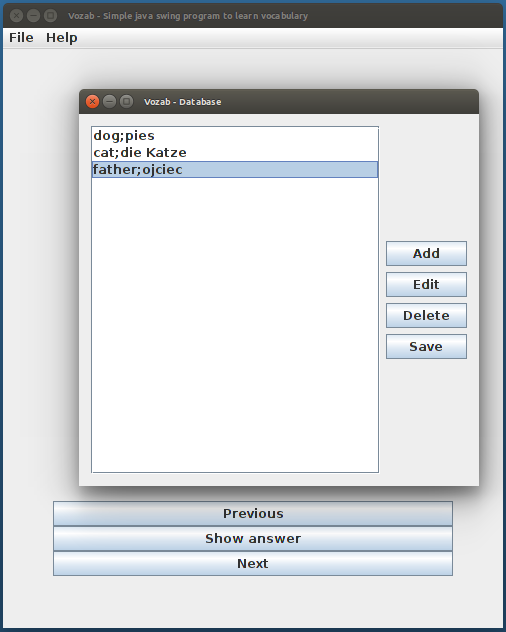 Vozab - Simple java swing program to learn vocabulary
File Help
Vozab - Database
dog;pies
cat;die Katze
father;ojciec
Add
Edit
Delete
Save
Previous
Show answer
Next